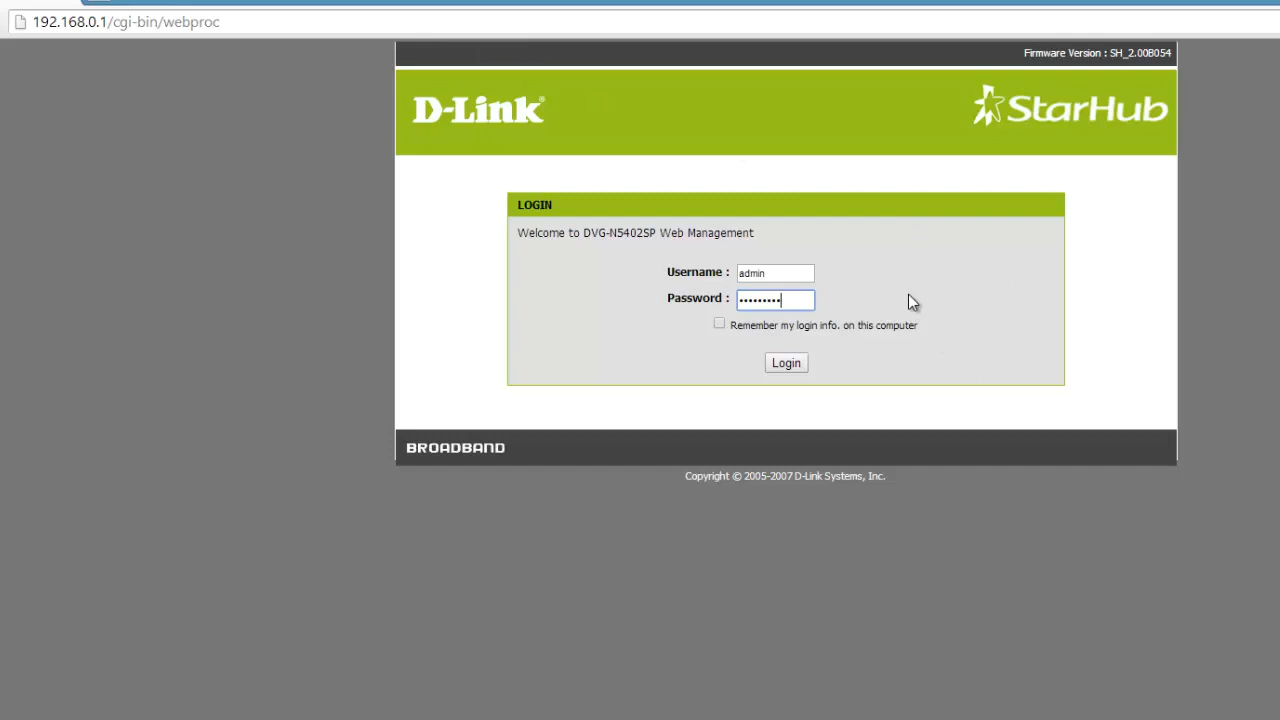 192.168.0.1/cgi-bin/webproc
Firmware Version : SH_2.00B054
D-Link®
StarHub
LOGIN
Welcome to DVG-N5402SP Web Management
Username : admin
Password : •••••••••
Remember my login info. on this computer
Login
BROADBAND
Copyright © 2005-2007 D-Link Systems, Inc.